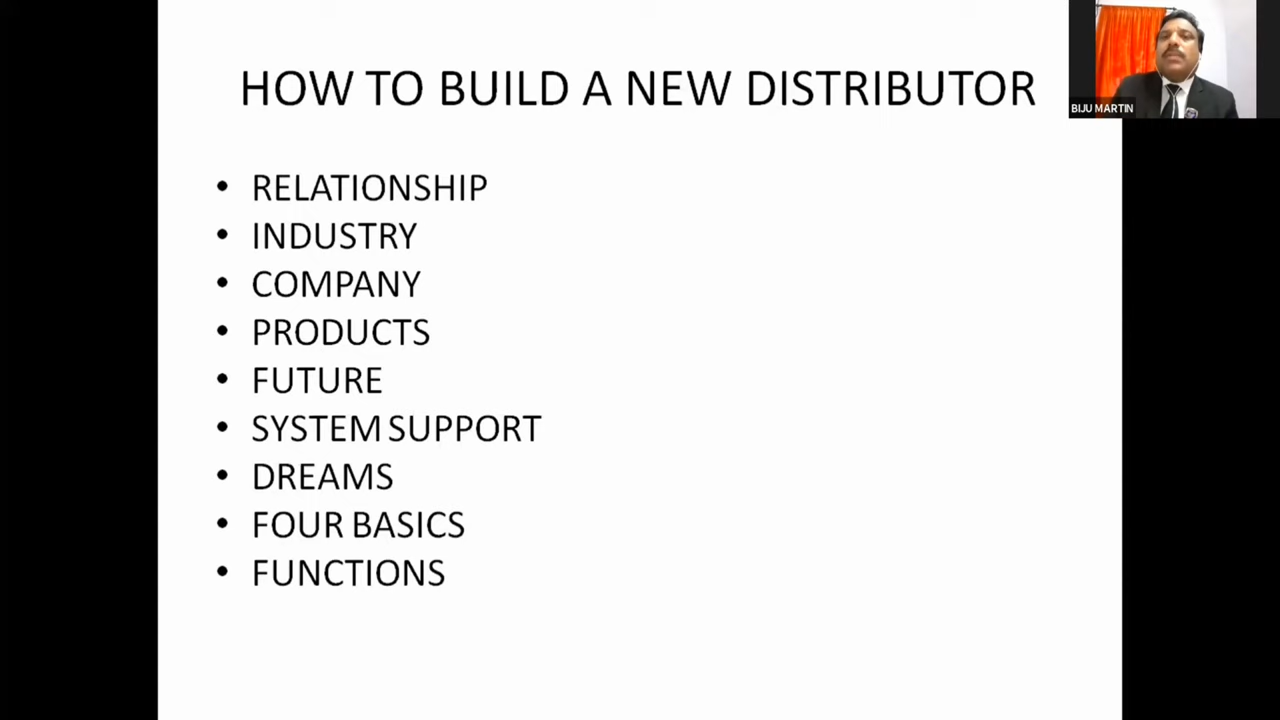 HOW TO BUILD A NEW DISTRIBUTOR
BIJU MARTIN
• RELATIONSHIP
• INDUSTRY
• COMPANY
• PRODUCTS
• FUTURE
• SYSTEM SUPPORT
• DREAMS
• FOUR BASICS
• FUNCTIONS